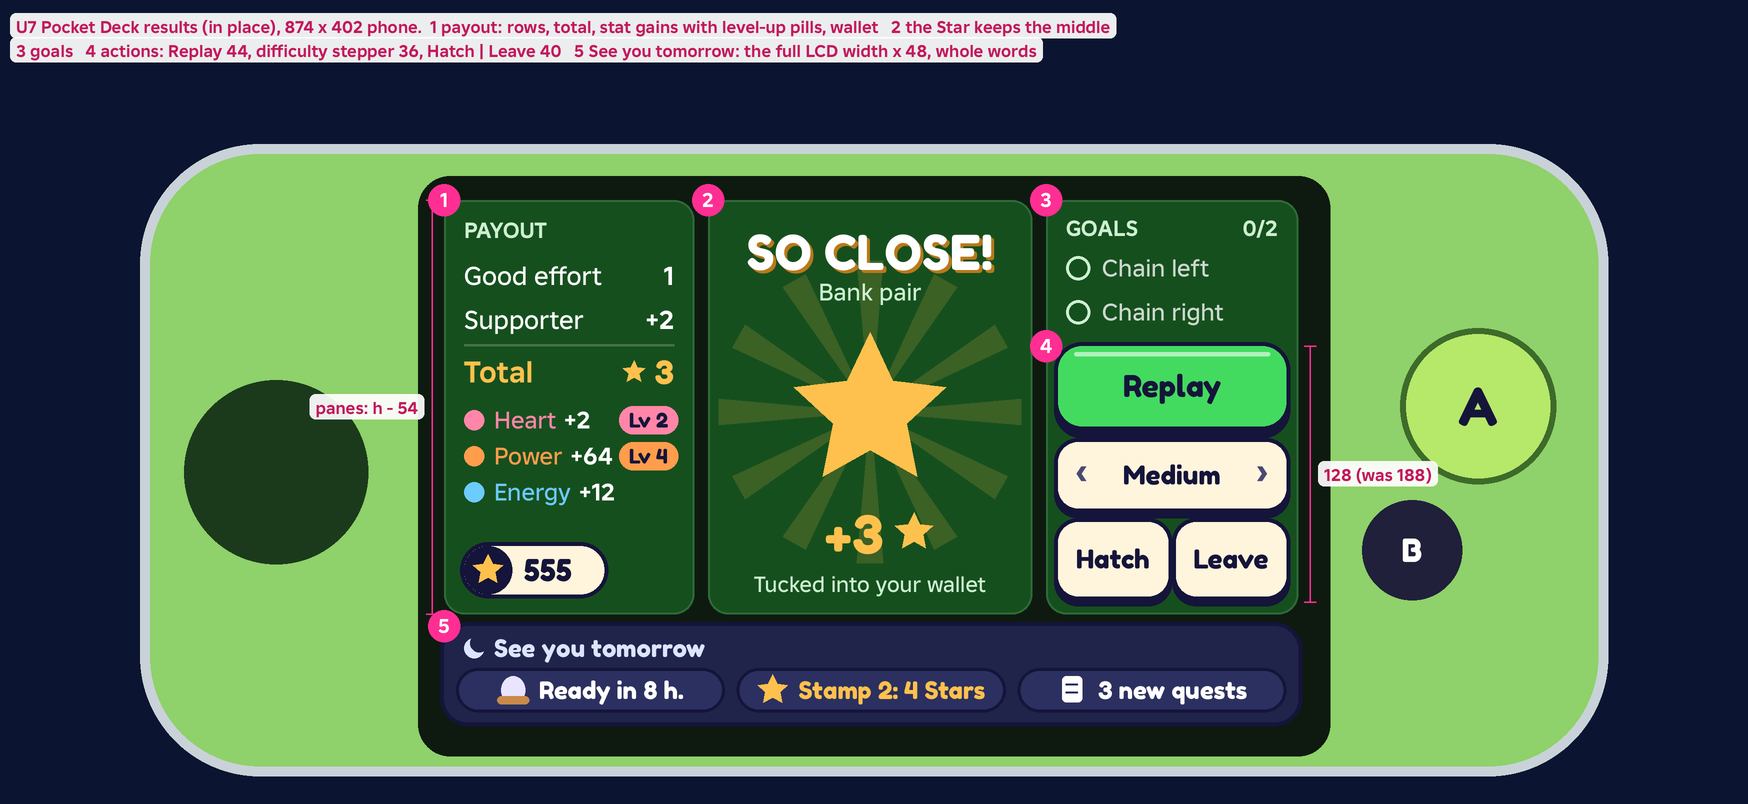 U7 Pocket Deck results (in place), 874 x 402 phone.  1 payout: rows, total, stat gains with level-up pills, wallet   2 the Star keeps the middle
3 goals   4 actions: Replay 44, difficulty stepper 36, Hatch | Leave 40   5 See you tomorrow: the full LCD width x 48, whole words
1
PAYOUT
Good effort 1
Supporter +2
Total 3
Heart +2 Lv 2
Power +64 Lv 4
Energy +12
555
panes: h - 54
2
SO CLOSE!
Bank pair
+3
Tucked into your wallet
3
GOALS 0/2
Chain left
Chain right
4
Replay
‹ Medium ›
Hatch Leave
128 (was 188)
A
B
5
See you tomorrow
Ready in 8 h.
Stamp 2: 4 Stars
3 new quests